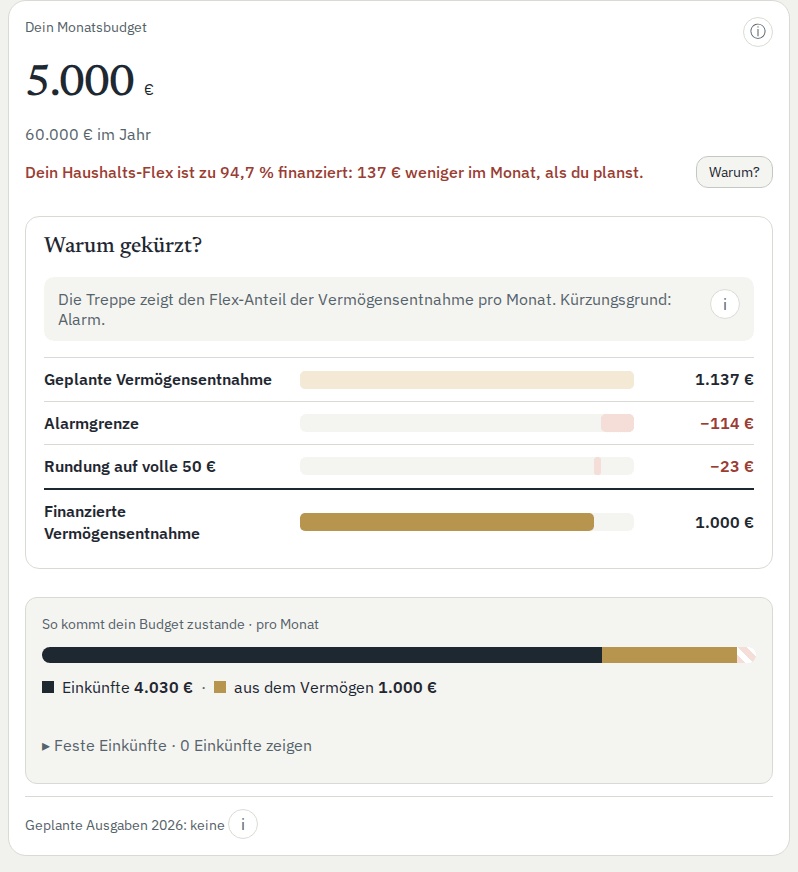 Dein Monatsbudget
ⓘ
5.000 €
60.000 € im Jahr
Dein Haushalts-Flex ist zu 94,7 % finanziert: 137 € weniger im Monat, als du planst.
Warum?
Warum gekürzt?
Die Treppe zeigt den Flex-Anteil der Vermögensentnahme pro Monat. Kürzungsgrund:
Alarm.
i
Geplante Vermögensentnahme 1.137 €
Alarmgrenze −114 €
Rundung auf volle 50 € −23 €
Finanzierte
Vermögensentnahme 1.000 €
So kommt dein Budget zustande · pro Monat
Einkünfte 4.030 € · aus dem Vermögen 1.000 €
▸ Feste Einkünfte · 0 Einkünfte zeigen
Geplante Ausgaben 2026: keine i